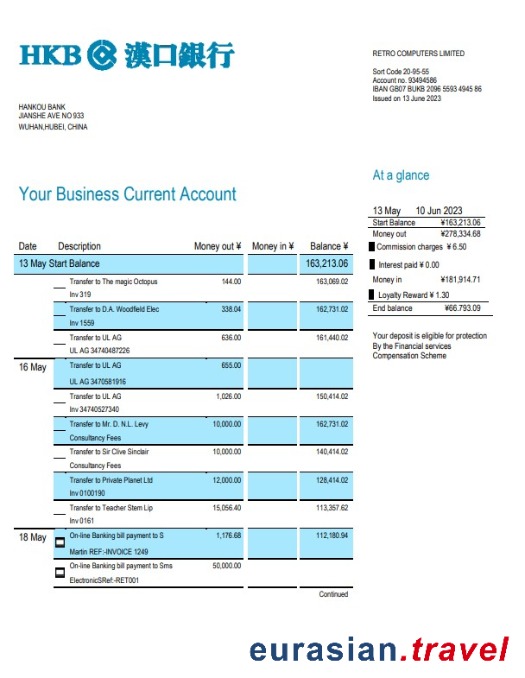 HKB 漢口銀行
RETRO COMPUTERS LIMITED
Sort Code 20-95-55
Account no. 93494586
IBAN GB07 BUKB 2096 5593 4945 86
Issued on 13 June 2023
HANKOU BANK
JIANSHE AVE NO 933
WUHAN,HUBEI, CHINA
At a glance
13 May 10 Jun 2023
Start Balance ¥163,213.06
Money out ¥278,334.68
Commission charges ¥ 6.50
Interest paid ¥ 0.00
Money in ¥181,914.71
Loyalty Reward ¥ 1.30
End balance ¥66.793.09
Your deposit is eligible for protection
By the Financial services
Compensation Scheme
Your Business Current Account
Date Description Money out ¥ Money in ¥ Balance ¥
13 May Start Balance 163,213.06
Transfer to The magic Octopus 144.00 163,069.02
Inv 319
Transfer to D.A. Woodfield Elec 338.04 162,731.02
Inv 1559
Transfer to UL AG 636.00 161,440.02
UL AG 34740487226
16 May Transfer to UL AG 655.00
UL AG 3470581916
Transfer to UL AG 1,026.00 150,414.02
Inv 34740527340
Transfer to Mr. D. N.L. Levy 10,000.00 162,731.02
Consultancy Fees
Transfer to Sir Clive Sinclair 10,000.00 140,414.02
Consultancy Fees
Transfer to Private Planet Ltd 12,000.00 128,414.02
Inv 0100190
Transfer to Teacher Stern Lip 15,056.40 113,357.62
Inv 0161
18 May On-line Banking bill payment to S 1,176.68 112,180.94
Martin REF:-INVOICE 1249
On-line Banking bill payment to Sms 50,000.00
ElectronicSRef:-RET001
Continued
eurasian.travel